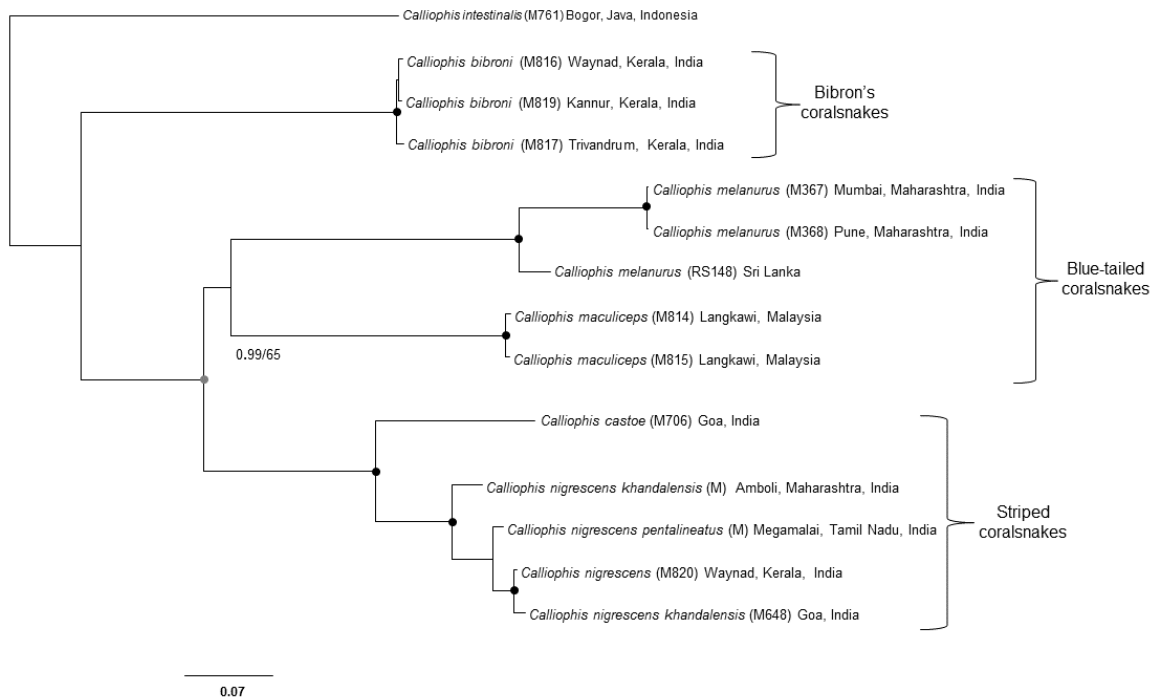 Calliophis intestinalis (M761) Bogor, Java, Indonesia
Calliophis bibroni (M816) Waynad, Kerala, India
Calliophis bibroni (M819) Kannur, Kerala, India
Calliophis bibroni (M817) Trivandrum, Kerala, India
Bibron's
coralsnakes
Calliophis melanurus (M367) Mumbai, Maharashtra, India
Calliophis melanurus (M368) Pune, Maharashtra, India
Calliophis melanurus (RS148) Sri Lanka
Calliophis maculiceps (M814) Langkawi, Malaysia
Calliophis maculiceps (M815) Langkawi, Malaysia
Blue-tailed
coralsnakes
0.99/65
Calliophis castoe (M706) Goa, India
Calliophis nigrescens khandalensis (M) Amboli, Maharashtra, India
Calliophis nigrescens pentalineatus (M) Megamalai, Tamil Nadu, India
Calliophis nigrescens (M820) Waynad, Kerala, India
Calliophis nigrescens khandalensis (M648) Goa, India
Striped
coralsnakes
0.07